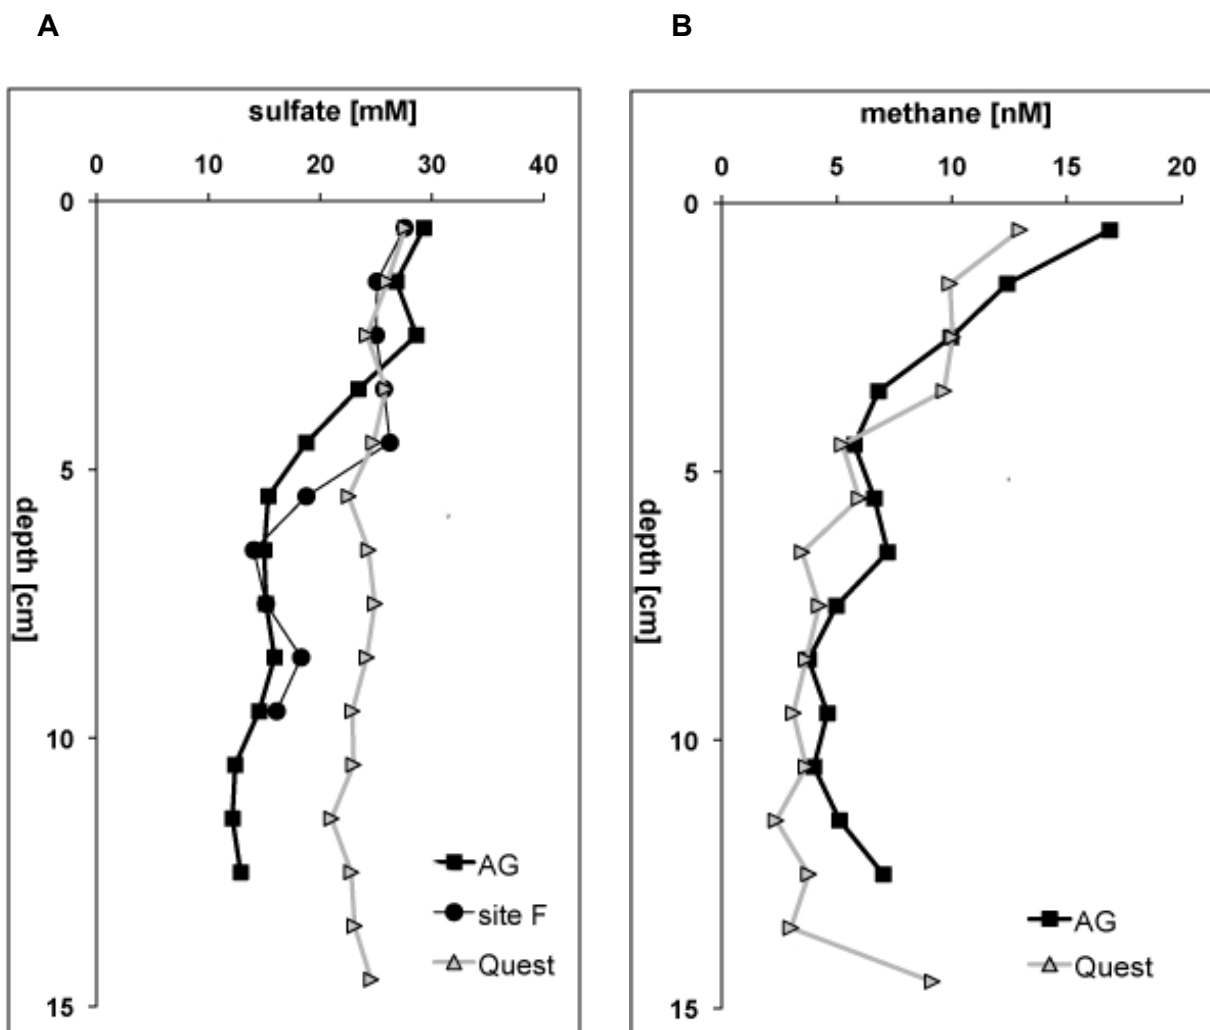 A
B
sulfate [mM]
0 10 20 30 40
0
5
10
15
depth [cm]
AG
site F
Quest
methane [nM]
0 5 10 15 20
0
5
10
15
depth [cm]
AG
Quest